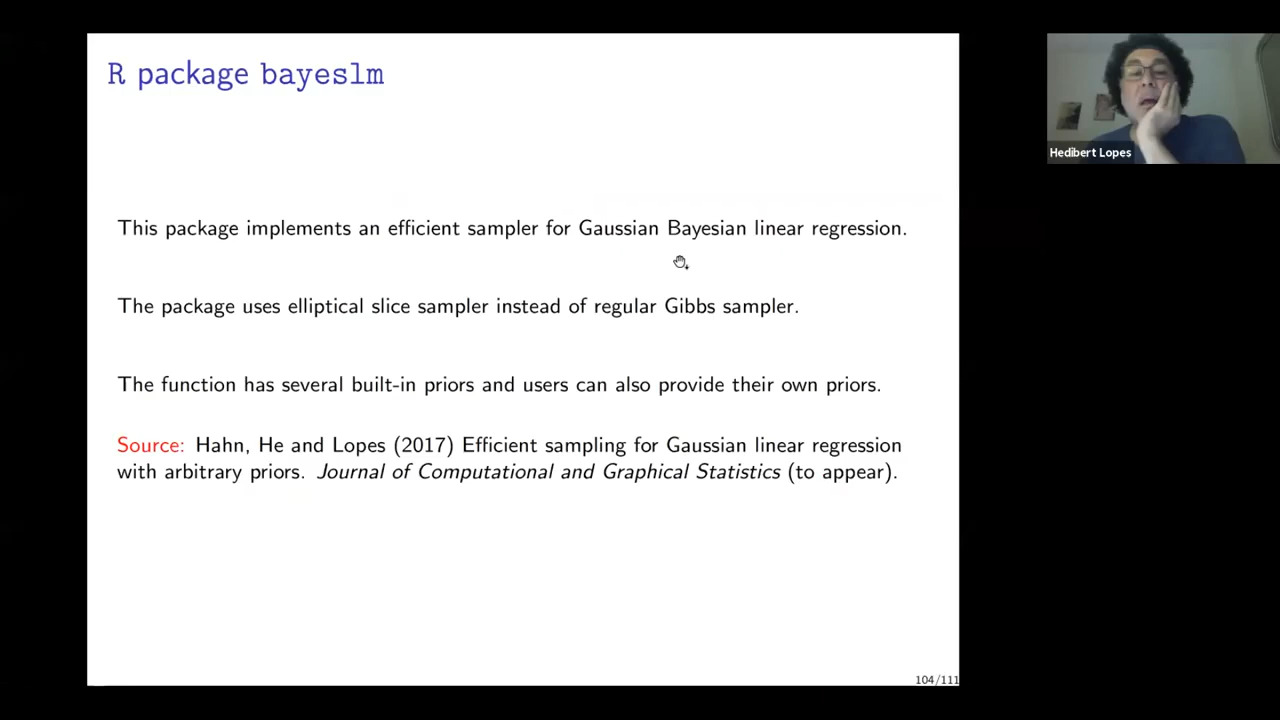 R package bayeslm
Hedibert Lopes
This package implements an efficient sampler for Gaussian Bayesian linear regression.
The package uses elliptical slice sampler instead of regular Gibbs sampler.
The function has several built-in priors and users can also provide their own priors.
Source: Hahn, He and Lopes (2017) Efficient sampling for Gaussian linear regression
with arbitrary priors. Journal of Computational and Graphical Statistics (to appear).
104/111